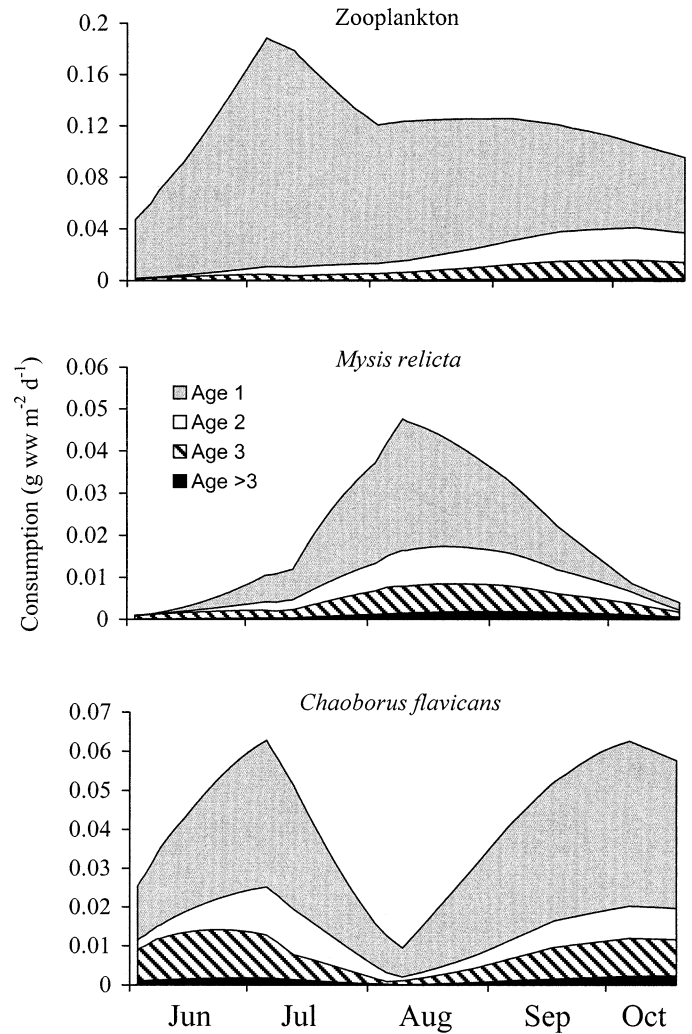 Zooplankton
0.2
0.16
0.12
0.08
0.04
0
Mysis relicta
0.06
0.05
0.04
0.03
0.02
0.01
0
Age 1
Age 2
Age 3
Age >3
Consumption (g ww m-2 d-1)
Chaoborus flavicans
0.07
0.06
0.05
0.04
0.03
0.02
0.01
0
Jun Jul Aug Sep Oct